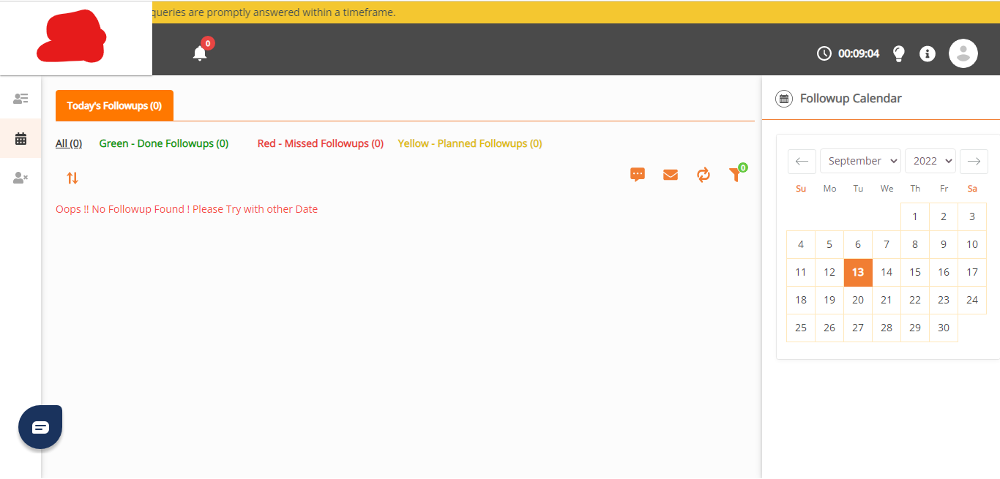 queries are promptly answered within a timeframe.
0
00:09:04
Today's Followups (0)
Followup Calendar
All (0) Green - Done Followups (0) Red - Missed Followups (0) Yellow - Planned Followups (0)
0
Oops !! No Followup Found ! Please Try with other Date
September 2022
Su Mo Tu We Th Fr Sa
1 2 3
4 5 6 7 8 9 10
11 12 13 14 15 16 17
18 19 20 21 22 23 24
25 26 27 28 29 30